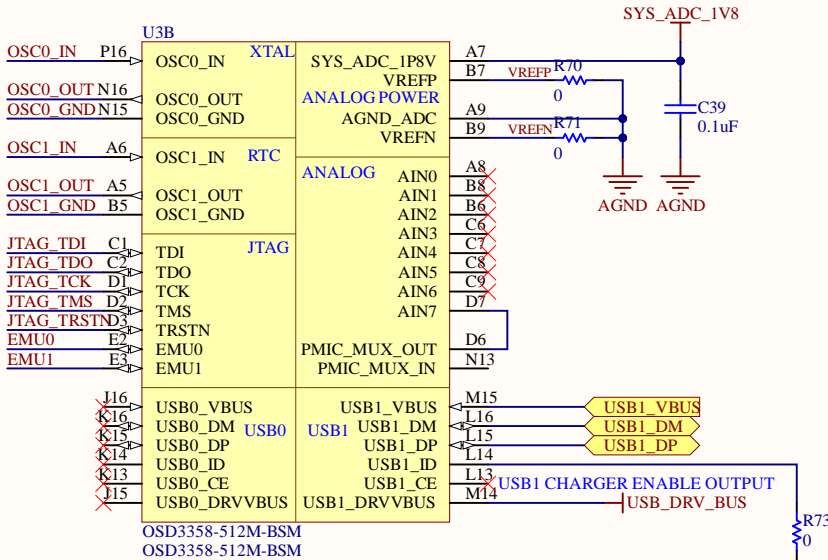 SYS_ADC_1V8
U3B
OSC0_IN P16 OSC0_IN XTAL SYS_ADC_1P8V A7
VREFP B7 VREFP R70
OSC0_OUT N16 OSC0_OUT ANALOG POWER 0
OSC0_GND N15 OSC0_GND AGND_ADC A9 C39
VREFN B9 VREFN R71 0.1uF
OSC1_IN A6 OSC1_IN RTC 0
ANALOG AIN0 A8
OSC1_OUT A5 OSC1_OUT AIN1 B8
OSC1_GND B5 OSC1_GND AIN2 B6 AGND AGND
AIN3 C6
JTAG_TDI C1 TDI JTAG AIN4 C7
JTAG_TDO C2 TDO AIN5 C8
JTAG_TCK D1 TCK AIN6 C9
JTAG_TMS D2 TMS AIN7 D7
JTAG_TRSTN D3 TRSTN
EMU0 E2 EMU0 PMIC_MUX_OUT D6
EMU1 E3 EMU1 PMIC_MUX_IN N13
J16 USB0_VBUS USB1_VBUS M15 USB1_VBUS
K16 USB0_DM USB0 USB1 USB1_DM L16 USB1_DM
K15 USB0_DP USB1_DP L15 USB1_DP
K14 USB0_ID USB1_ID L14
K13 USB0_CE USB1_CE L13 USB1 CHARGER ENABLE OUTPUT
J15 USB0_DRVVBUS USB1_DRVVBUS M14 USB_DRV_BUS
R73
0
OSD3358-512M-BSM
OSD3358-512M-BSM